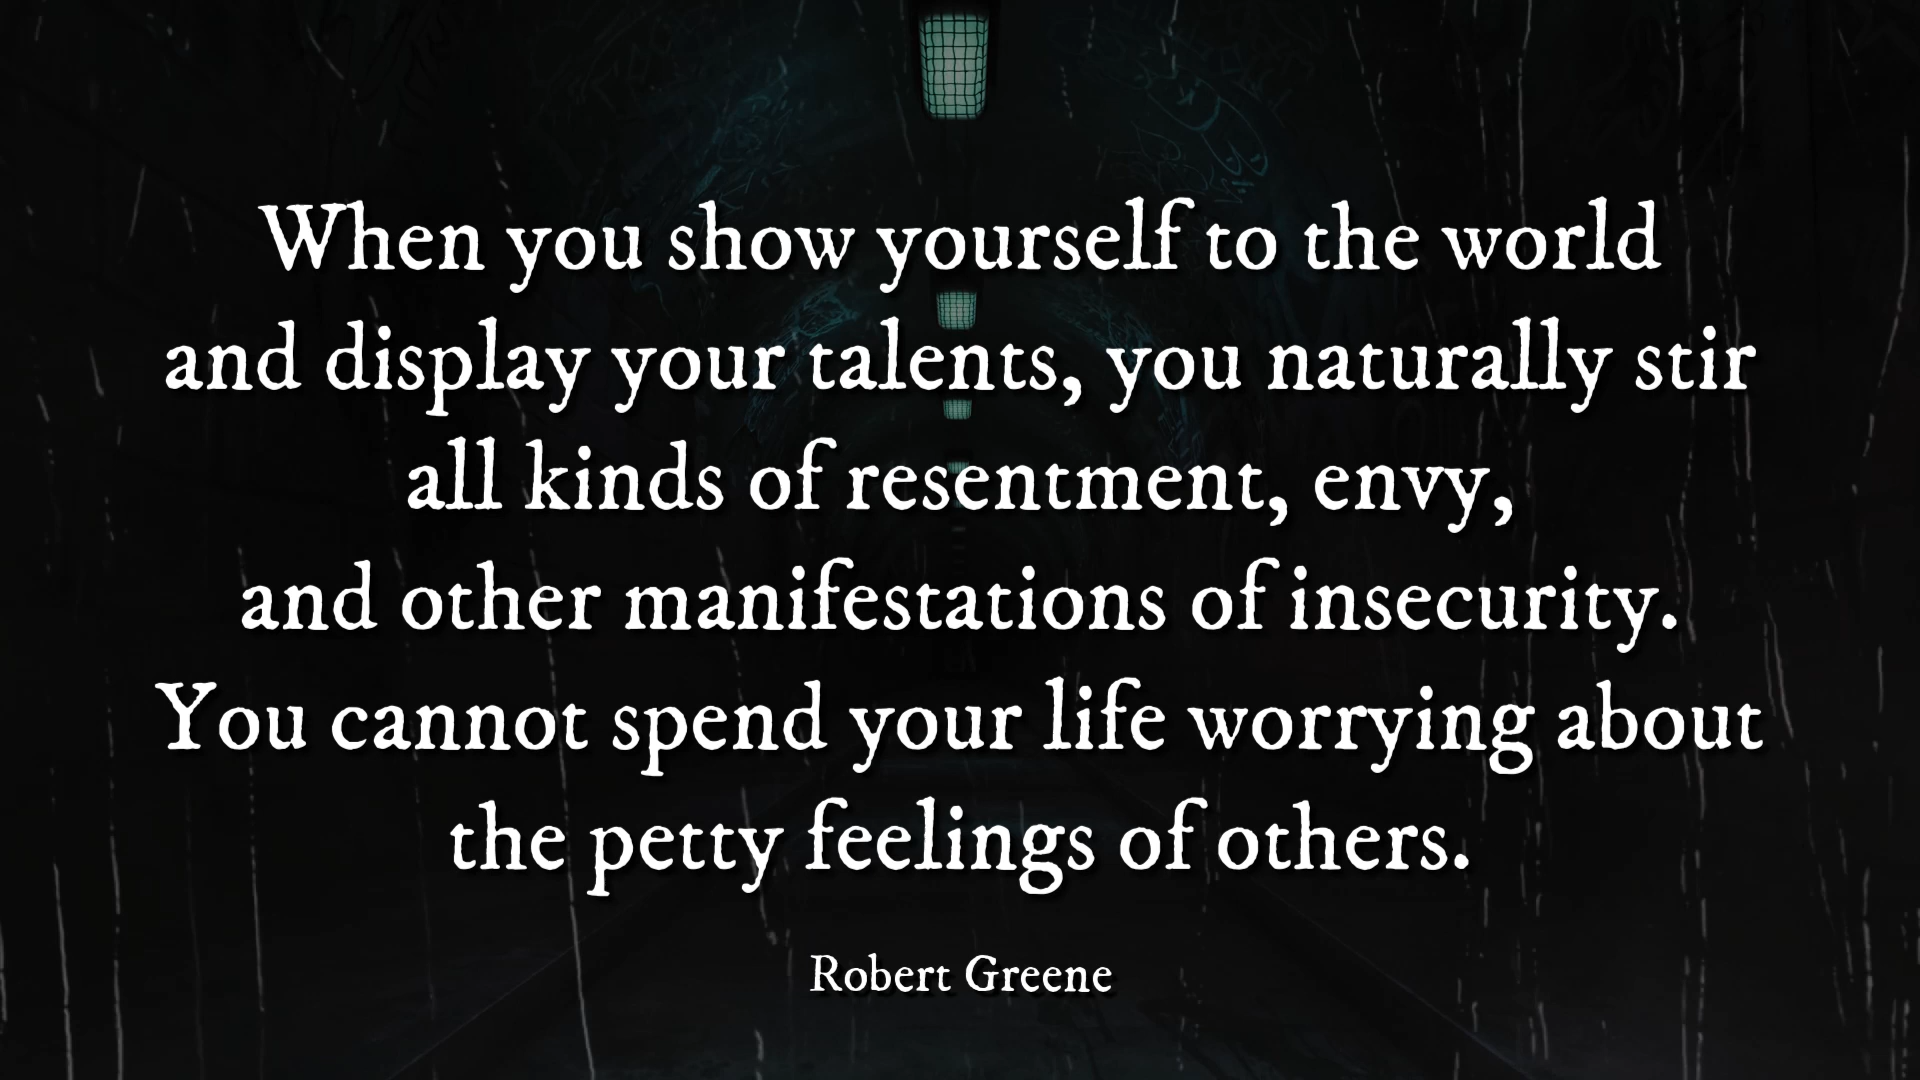 When you show yourself to the world
and display your talents, you naturally stir
all kinds of resentment, envy,
and other manifestations of insecurity.
You cannot spend your life worrying about
the petty feelings of others.
Robert Greene